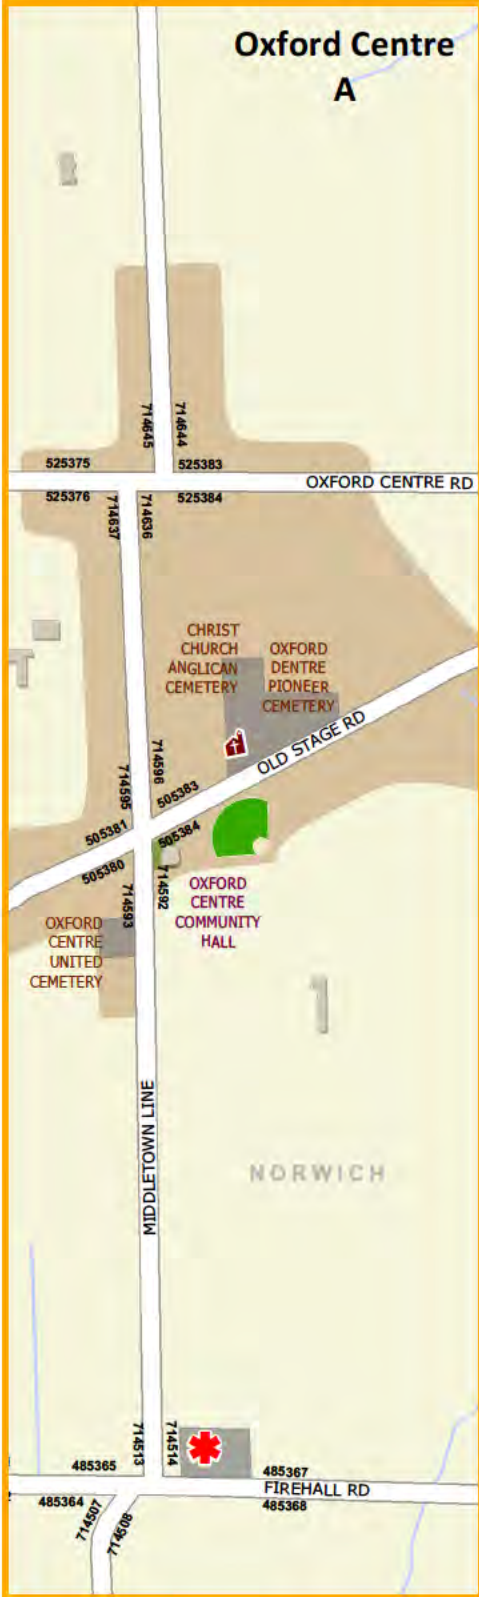 Oxford Centre
A
714645
714644
525375
525383
OXFORD CENTRE RD
525376
525384
714637
714636
CHRIST
CHURCH
ANGLICAN
CEMETERY
OXFORD
DENTRE
PIONEER
CEMETERY
OLD STAGE RD
714595
714596
505383
505381
505384
505380
714593
714592
OXFORD
CENTRE
COMMUNITY
HALL
OXFORD
CENTRE
UNITED
CEMETERY
MIDDLETOWN LINE
NORWICH
714513
714514
485365
485367
FIREHALL RD
485364
485368
714507
714508